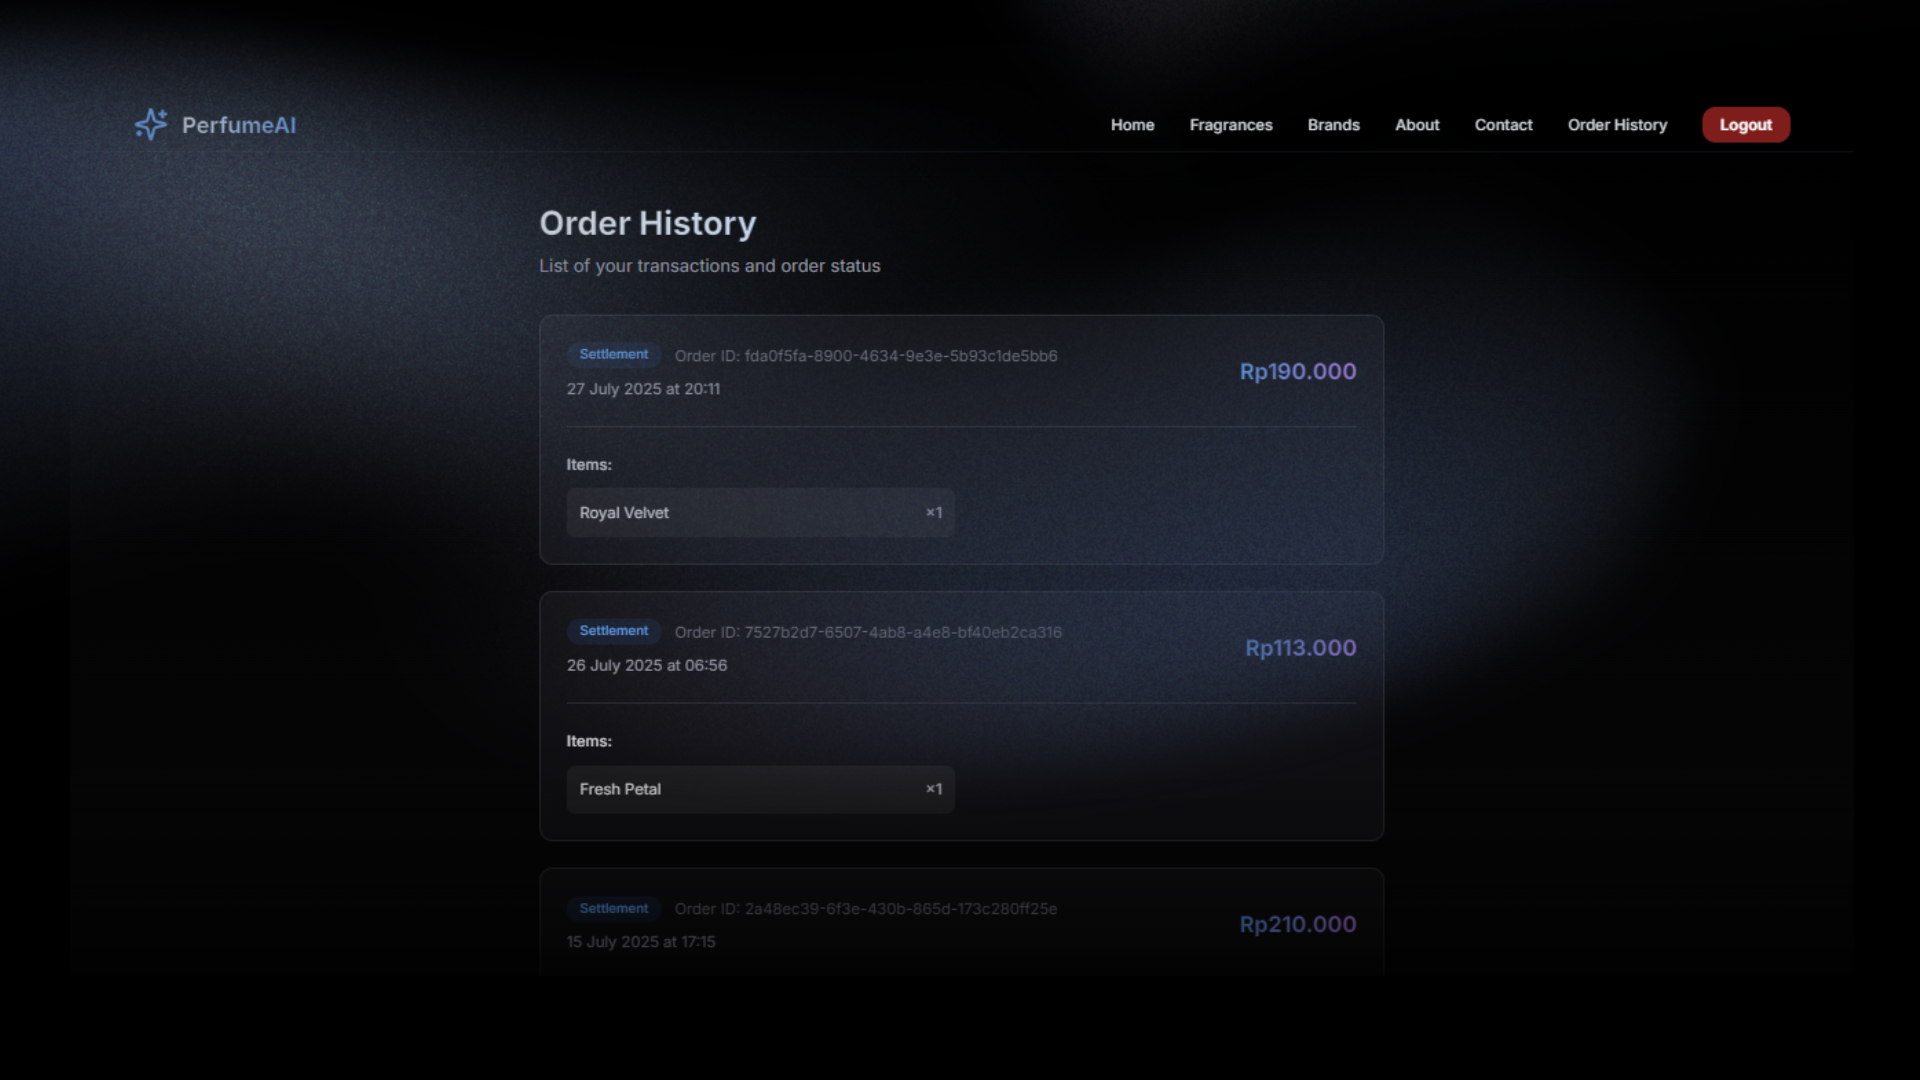 PerfumeAI
Home Fragrances Brands About Contact Order History Logout
Order History
List of your transactions and order status
Settlement Order ID: fda0f5fa-8900-4634-9e3e-5b93c1de5bb6
Rp190.000
27 July 2025 at 20:11
Items:
Royal Velvet ×1
Settlement Order ID: 7527b2d7-6507-4ab8-a4e8-bf40eb2ca316
Rp113.000
26 July 2025 at 06:56
Items:
Fresh Petal ×1
Settlement Order ID: 2a48ec39-6f3e-430b-865d-173c280ff25e
Rp210.000
15 July 2025 at 17:15